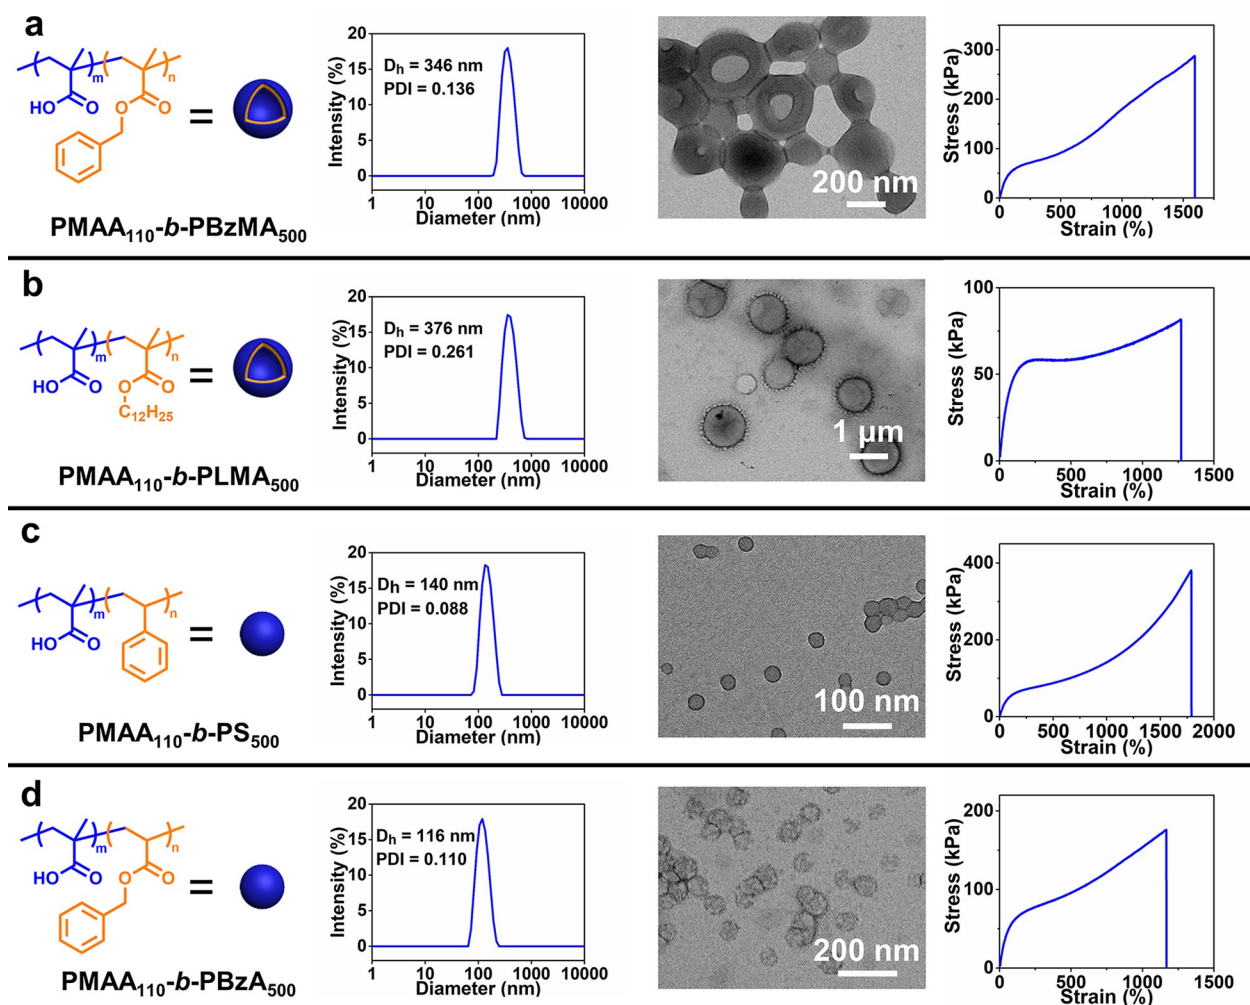 a
HO O O O
m n
=
PMAA110-b-PBzMA500
Intensity (%)
20
15
10
5
0
Dh = 346 nm
PDI = 0.136
1 10 100 1000 10000
Diameter (nm)
200 nm
Stress (kPa)
300
200
100
0
0 500 1000 1500
Strain (%)
b
HO O O O
m n
C12H25
=
PMAA110-b-PLMA500
Intensity (%)
20
15
10
5
0
Dh = 376 nm
PDI = 0.261
1 10 100 1000 10000
Diameter (nm)
1 μm
Stress (kPa)
100
50
0
0 500 1000 1500
Strain (%)
c
HO O
m n
=
PMAA110-b-PS500
Intensity (%)
20
15
10
5
0
Dh = 140 nm
PDI = 0.088
1 10 100 1000 10000
Diameter (nm)
100 nm
Stress (kPa)
400
200
0
0 500 1000 1500 2000
Strain (%)
d
HO O O O
m n
=
PMAA110-b-PBzA500
Intensity (%)
20
15
10
5
0
Dh = 116 nm
PDI = 0.110
1 10 100 1000 10000
Diameter (nm)
200 nm
Stress (kPa)
200
100
0
0 500 1000 1500
Strain (%)